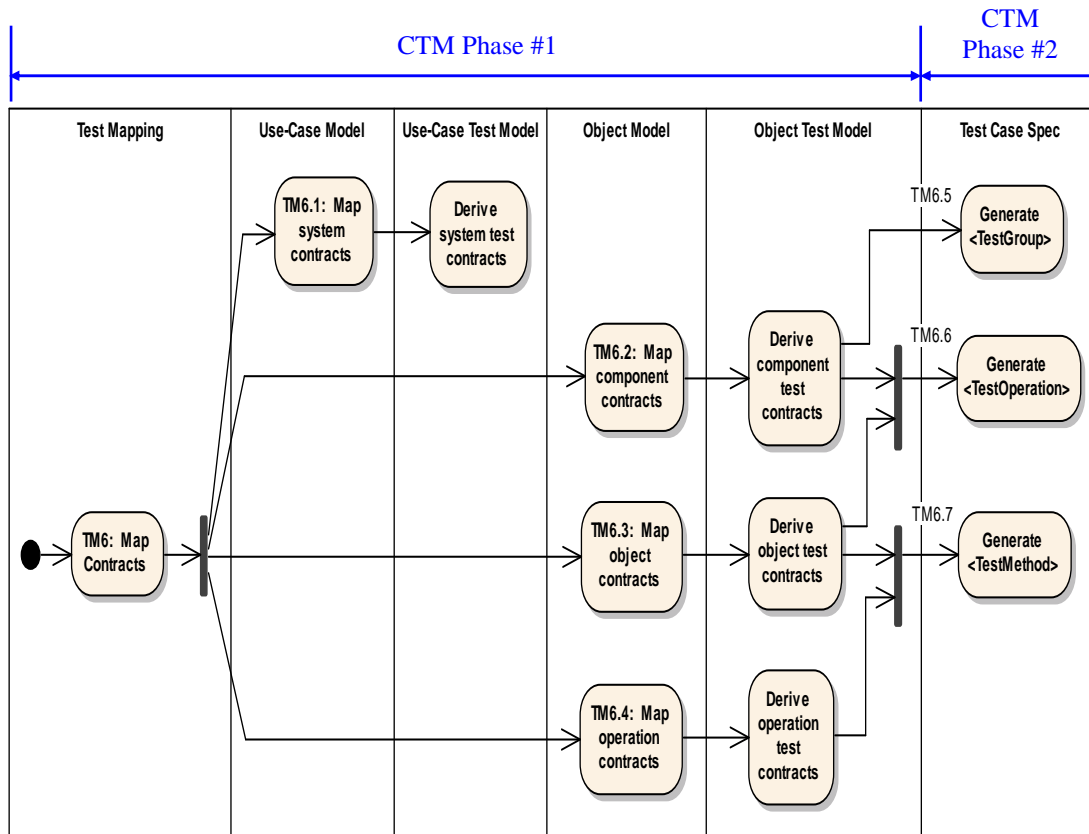 CTM Phase #1
CTM
Phase #2
Test Mapping
Use-Case Model
Use-Case Test Model
Object Model
Object Test Model
Test Case Spec
TM6.1: Map
system
contracts
Derive
system test
contracts
TM6.5
Generate
<TestGroup>
TM6.2: Map
component
contracts
Derive
component
test
contracts
TM6.6
Generate
<TestOperation>
TM6: Map
Contracts
TM6.3: Map
object
contracts
Derive
object test
contracts
TM6.7
Generate
<TestMethod>
TM6.4: Map
operation
contracts
Derive
operation
test
contracts